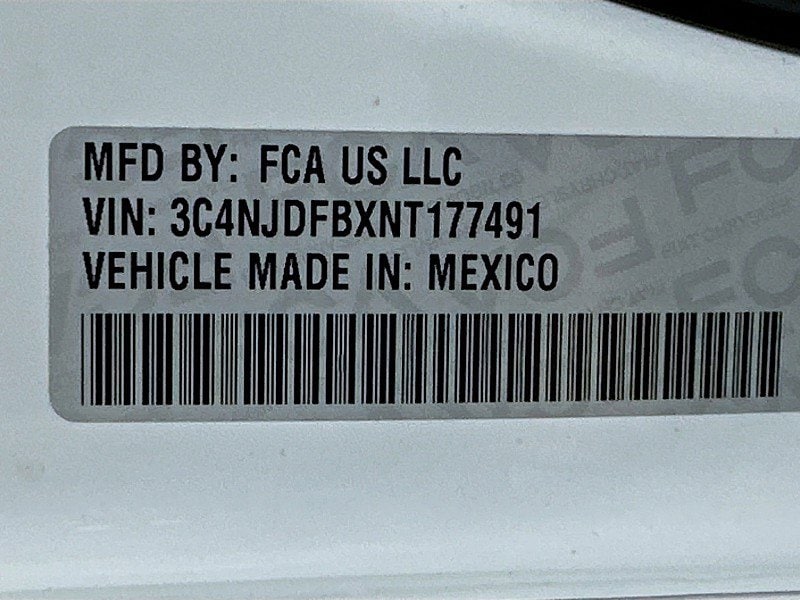 MFD BY: FCA US LLC
VIN: 3C4NJDFBXNT177491
VEHICLE MADE IN: MEXICO